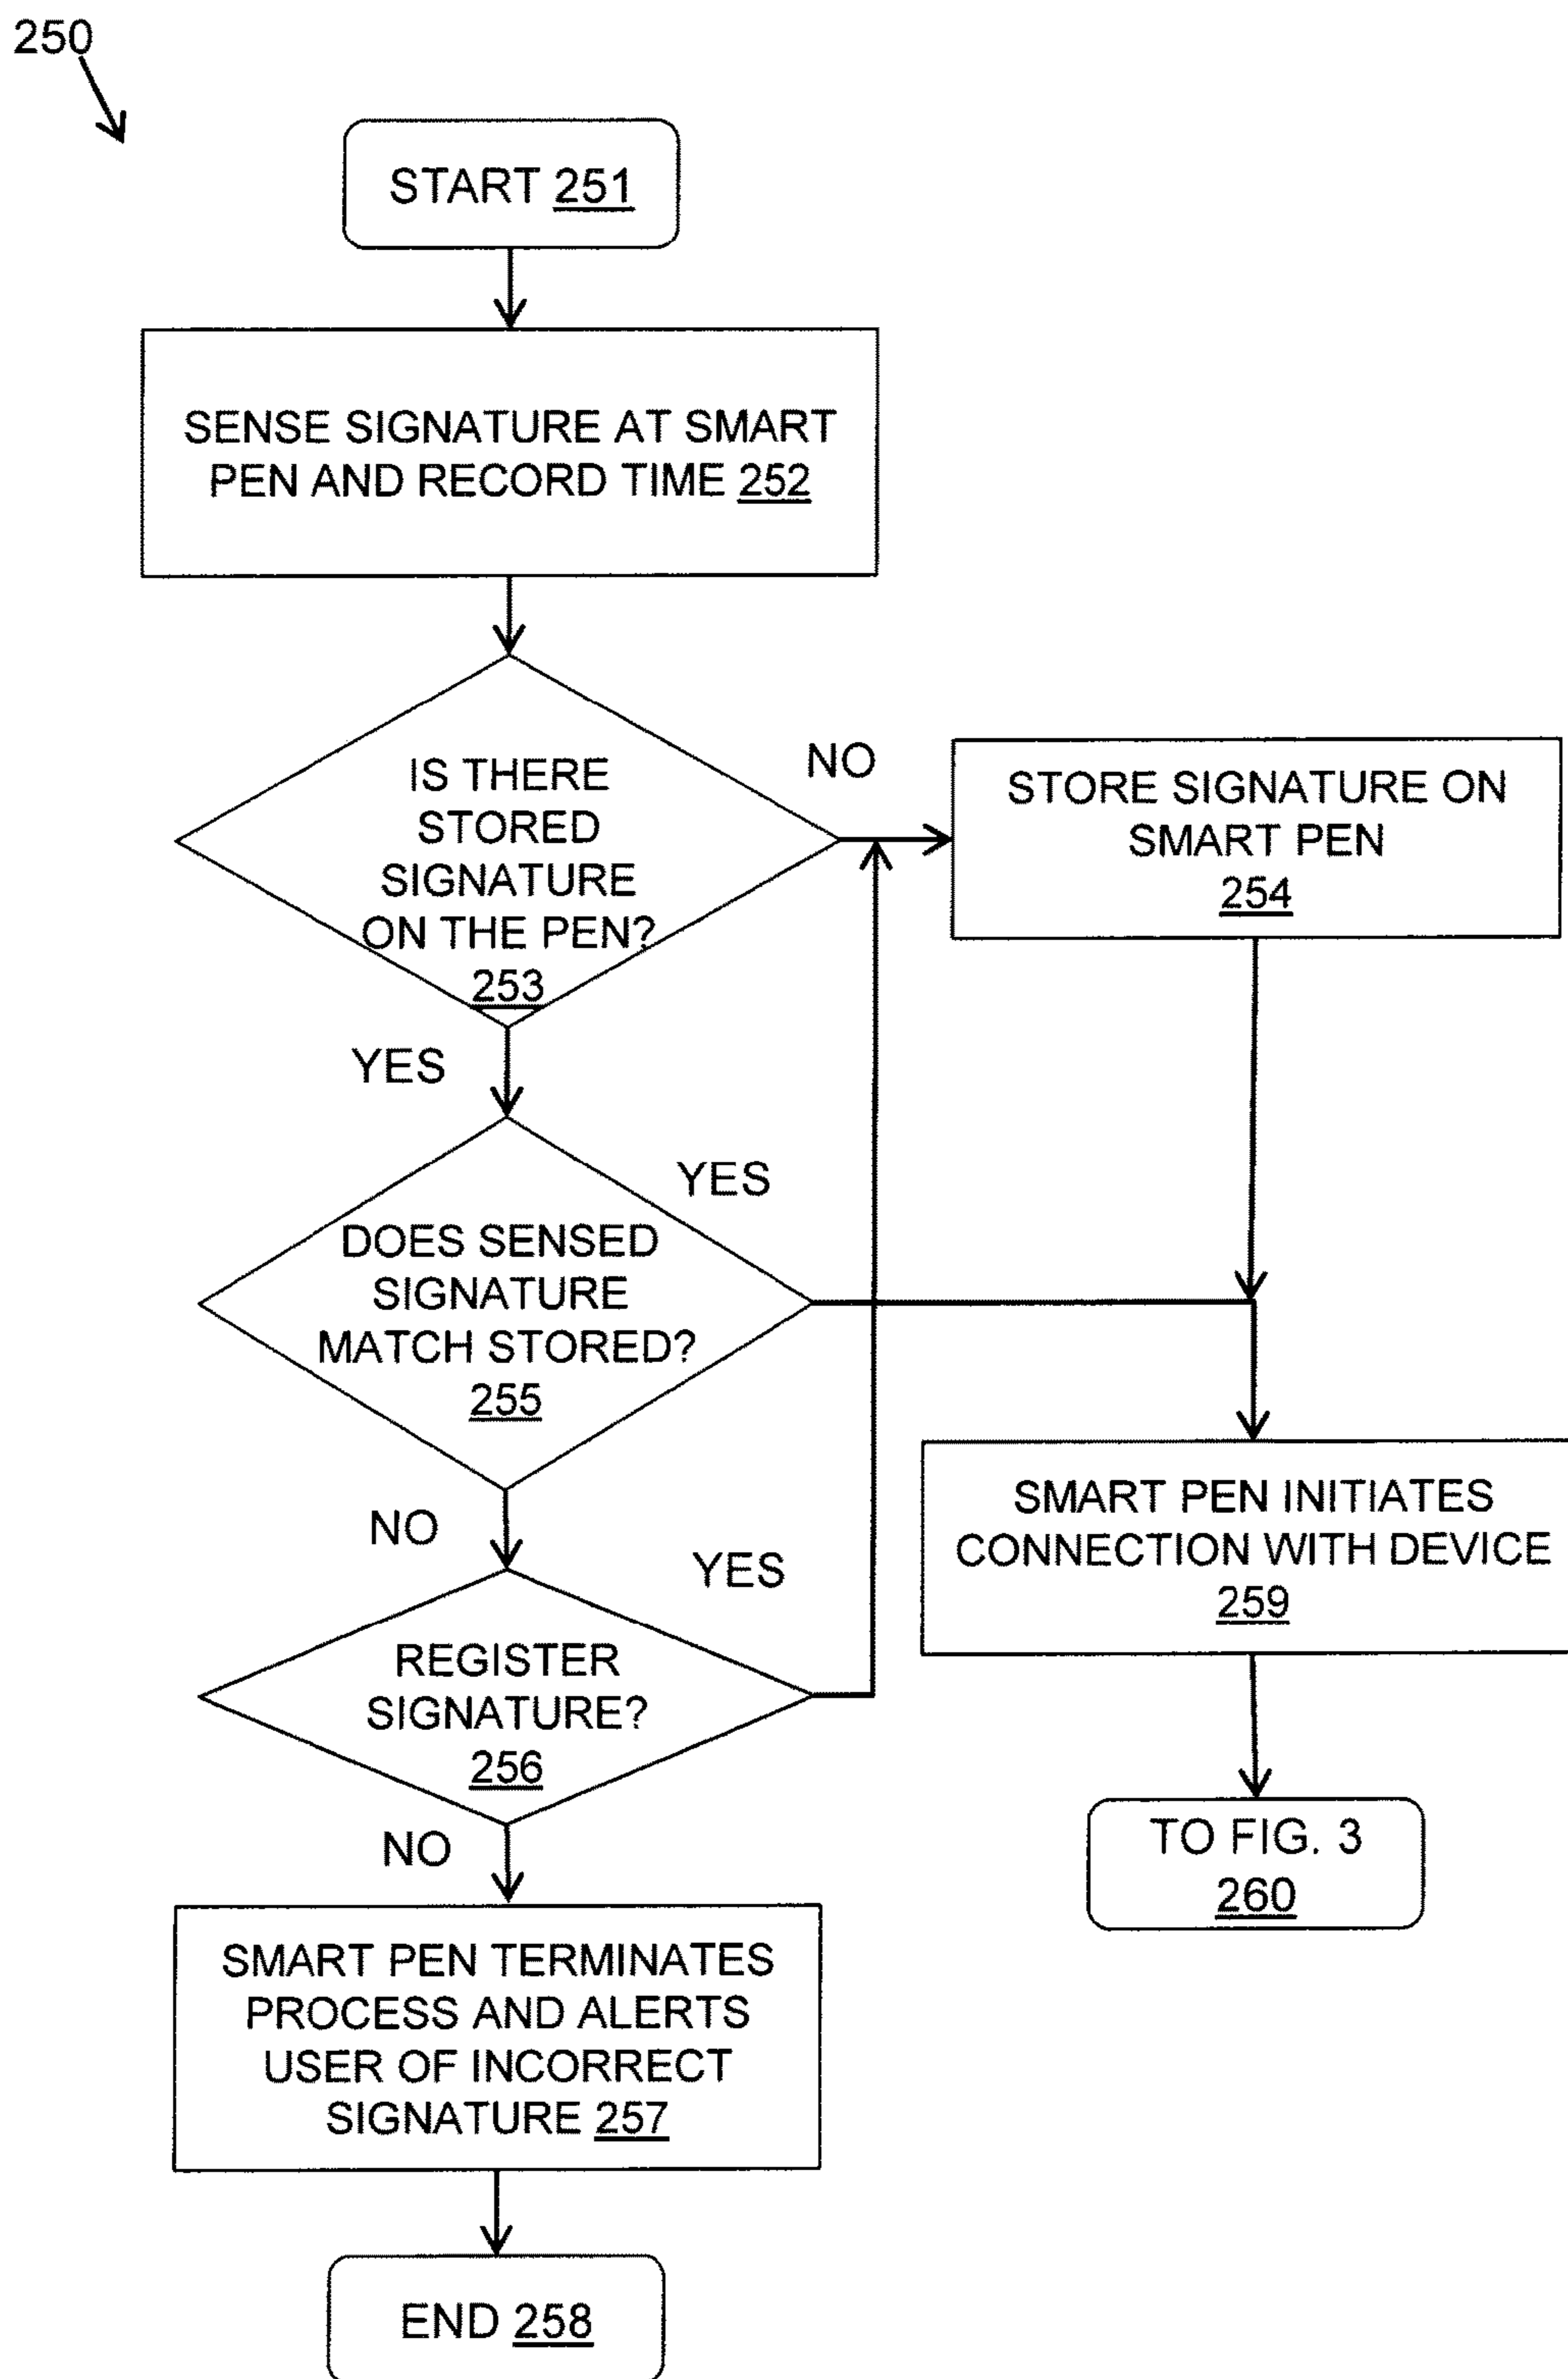 250
START 251
SENSE SIGNATURE AT SMART
PEN AND RECORD TIME 252
IS THERE
STORED
SIGNATURE
ON THE PEN?
253
NO
STORE SIGNATURE ON
SMART PEN
254
YES
DOES SENSED
SIGNATURE
MATCH STORED?
255
YES
NO
REGISTER
SIGNATURE?
256
YES
SMART PEN INITIATES
CONNECTION WITH DEVICE
259
TO FIG. 3
260
NO
SMART PEN TERMINATES
PROCESS AND ALERTS
USER OF INCORRECT
SIGNATURE 257
END 258